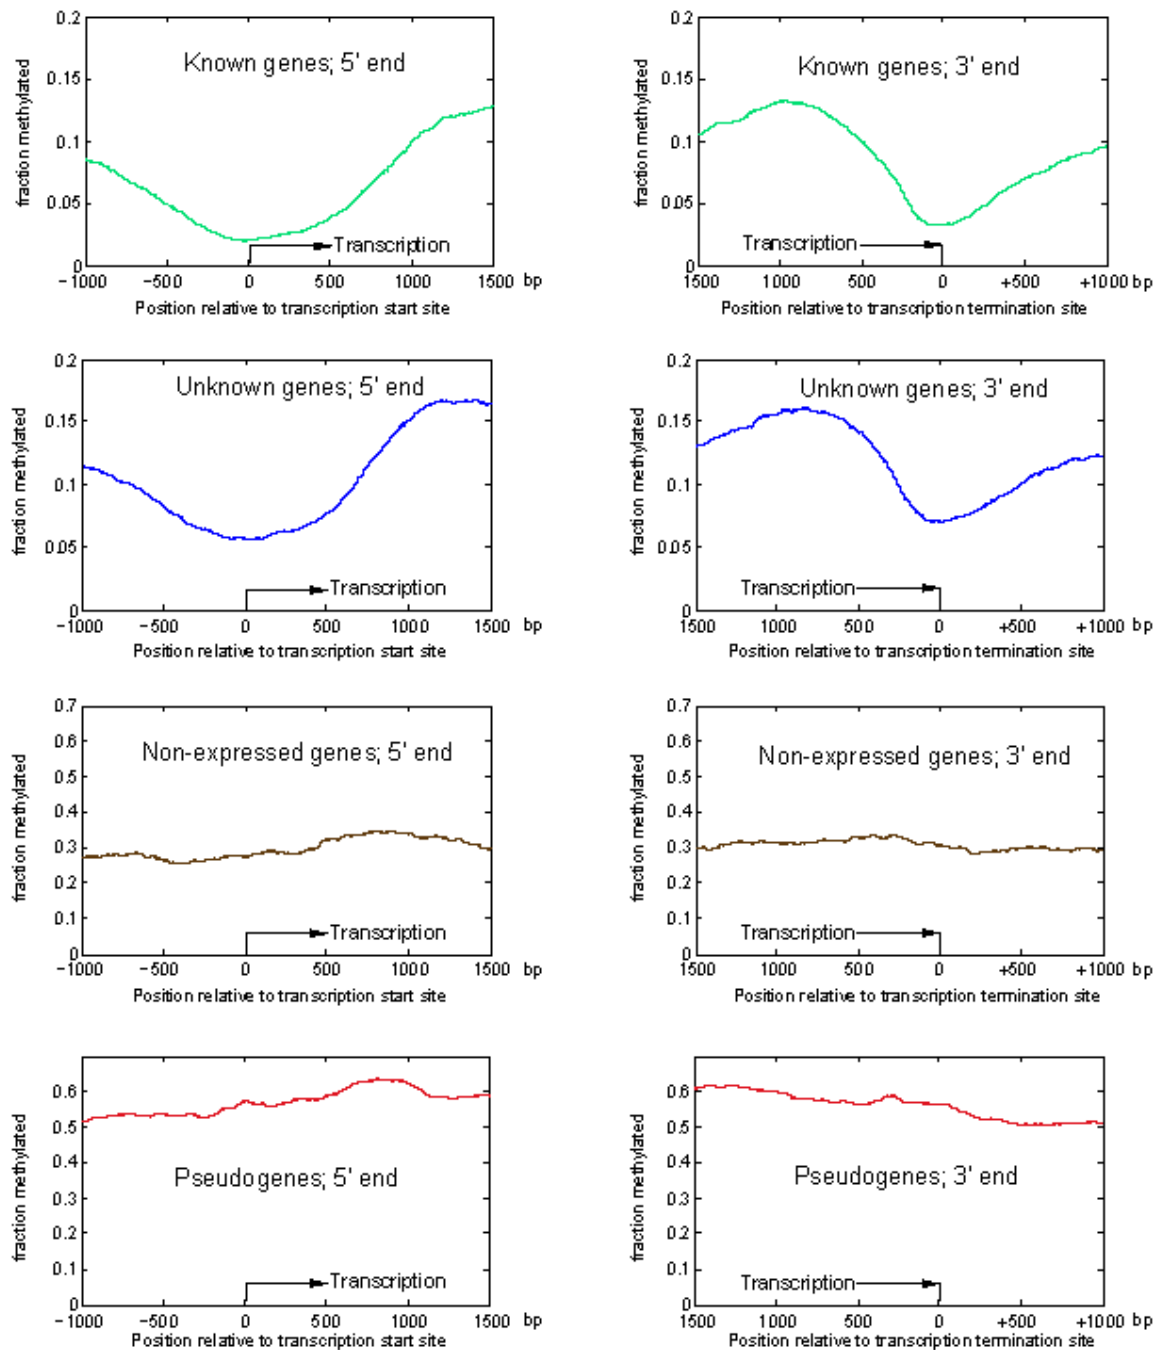 0.2
0.15
0.1
0.05
0
fraction methylated
Known genes; 5' end
Transcription
−1000 −500 0 500 1000 1500 bp
Position relative to transcription start site
0.2
0.15
0.1
0.05
0
fraction methylated
Known genes; 3' end
Transcription
1500 1000 500 0 +500 +1000 bp
Position relative to transcription termination site
0.2
0.15
0.1
0.05
0
fraction methylated
Unknown genes; 5' end
Transcription
−1000 −500 0 500 1000 1500 bp
Position relative to transcription start site
0.2
0.15
0.1
0.05
0
fraction methylated
Unknown genes; 3' end
Transcription
1500 1000 500 0 +500 +1000 bp
Position relative to transcription termination site
0.7
0.6
0.5
0.4
0.3
0.2
0.1
0
fraction methylated
Non-expressed genes; 5' end
Transcription
−1000 −500 0 500 1000 1500 bp
Position relative to transcription start site
0.7
0.6
0.5
0.4
0.3
0.2
0.1
0
fraction methylated
Non-expressed genes; 3' end
Transcription
1500 1000 500 0 +500 +1000 bp
Position relative to transcription termination site
0.6
0.5
0.4
0.3
0.2
0.1
0
fraction methylated
Pseudogenes; 5' end
Transcription
−1000 −500 0 500 1000 1500 bp
Position relative to transcription start site
0.6
0.5
0.4
0.3
0.2
0.1
0
fraction methylated
Pseudogenes; 3' end
Transcription
1500 1000 500 0 +500 +1000 bp
Position relative to transcription termination site